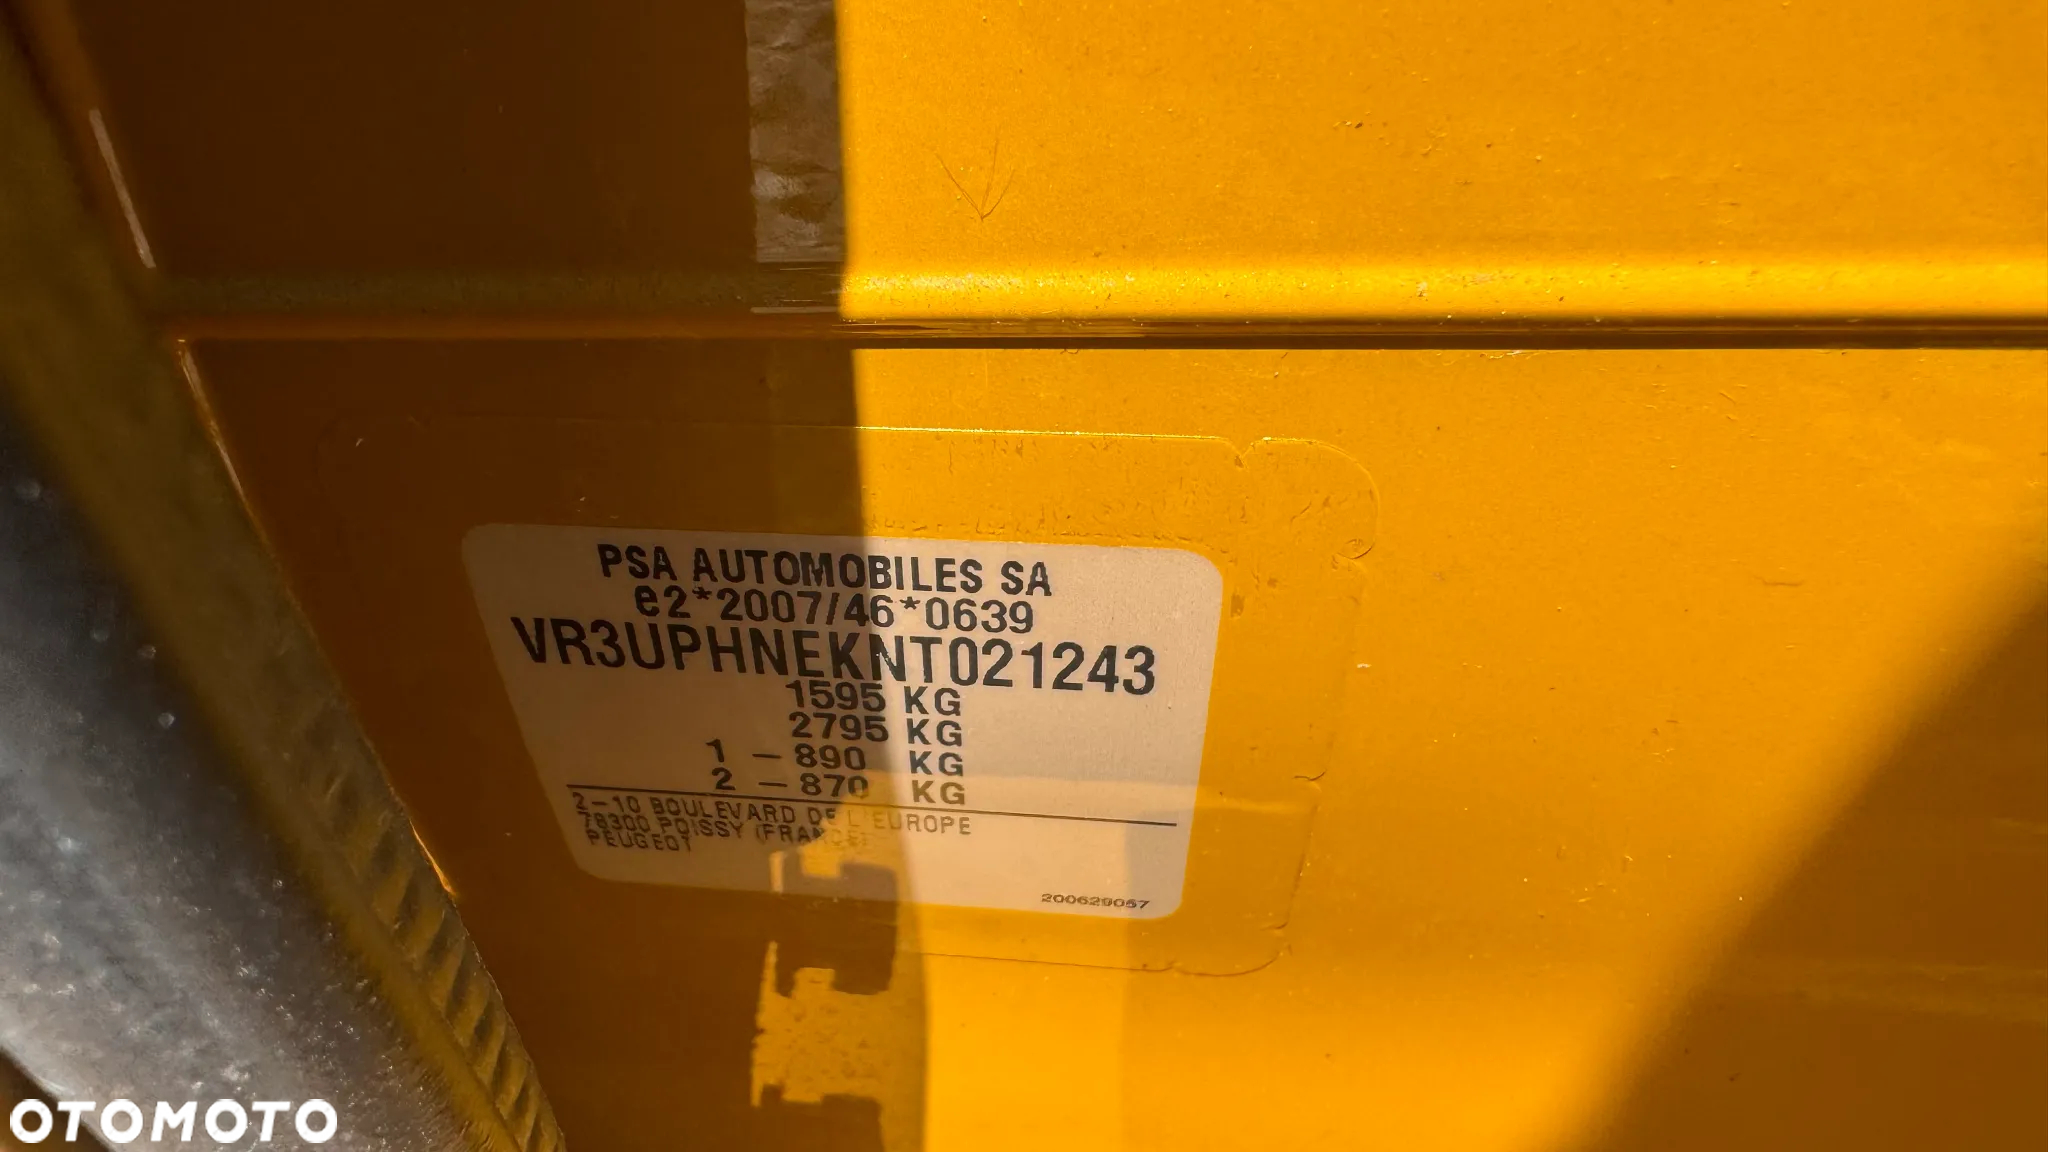 PSA AUTOMOBILES SA
e2*2007/46*0639
VR3UPHNEKNT021243
1595 KG
2795 KG
1 - 890 KG
2 - 870 KG
2-10 BOULEVARD DE L'EUROPE
78300 POISSY (FRANCE)
PEUGEOT
200629057
OTOMOTO